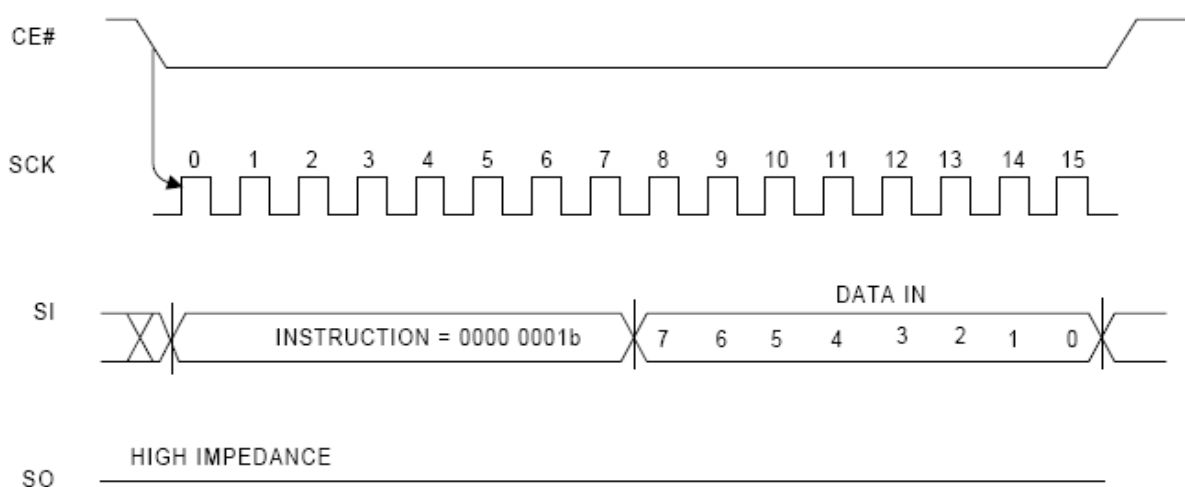 CE#
SCK
0 1 2 3 4 5 6 7 8 9 10 11 12 13 14 15
SI
DATA IN
INSTRUCTION = 0000 0001b
7 6 5 4 3 2 1 0
HIGH IMPEDANCE
SO